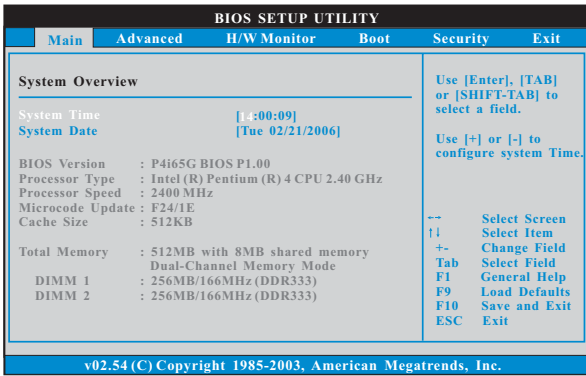 BIOS SETUP UTILITY
Main Advanced H/W Monitor Boot Security Exit
System Overview
System Time [14:00:09]
System Date [Tue 02/21/2006]
BIOS Version : P4i65G BIOS P1.00
Processor Type : Intel (R) Pentium (R) 4 CPU 2.40 GHz
Processor Speed : 2400 MHz
Microcode Update : F24/1E
Cache Size : 512KB
Total Memory : 512MB with 8MB shared memory
Dual-Channel Memory Mode
DIMM 1 : 256MB/166MHz (DDR333)
DIMM 2 : 256MB/166MHz (DDR333)
Use [Enter], [TAB]
or [SHIFT-TAB] to
select a field.
Use [+] or [-] to
configure system Time.
←→ Select Screen
↑↓ Select Item
+- Change Field
Tab Select Field
F1 General Help
F9 Load Defaults
F10 Save and Exit
ESC Exit
v02.54 (C) Copyright 1985-2003, American Megatrends, Inc.